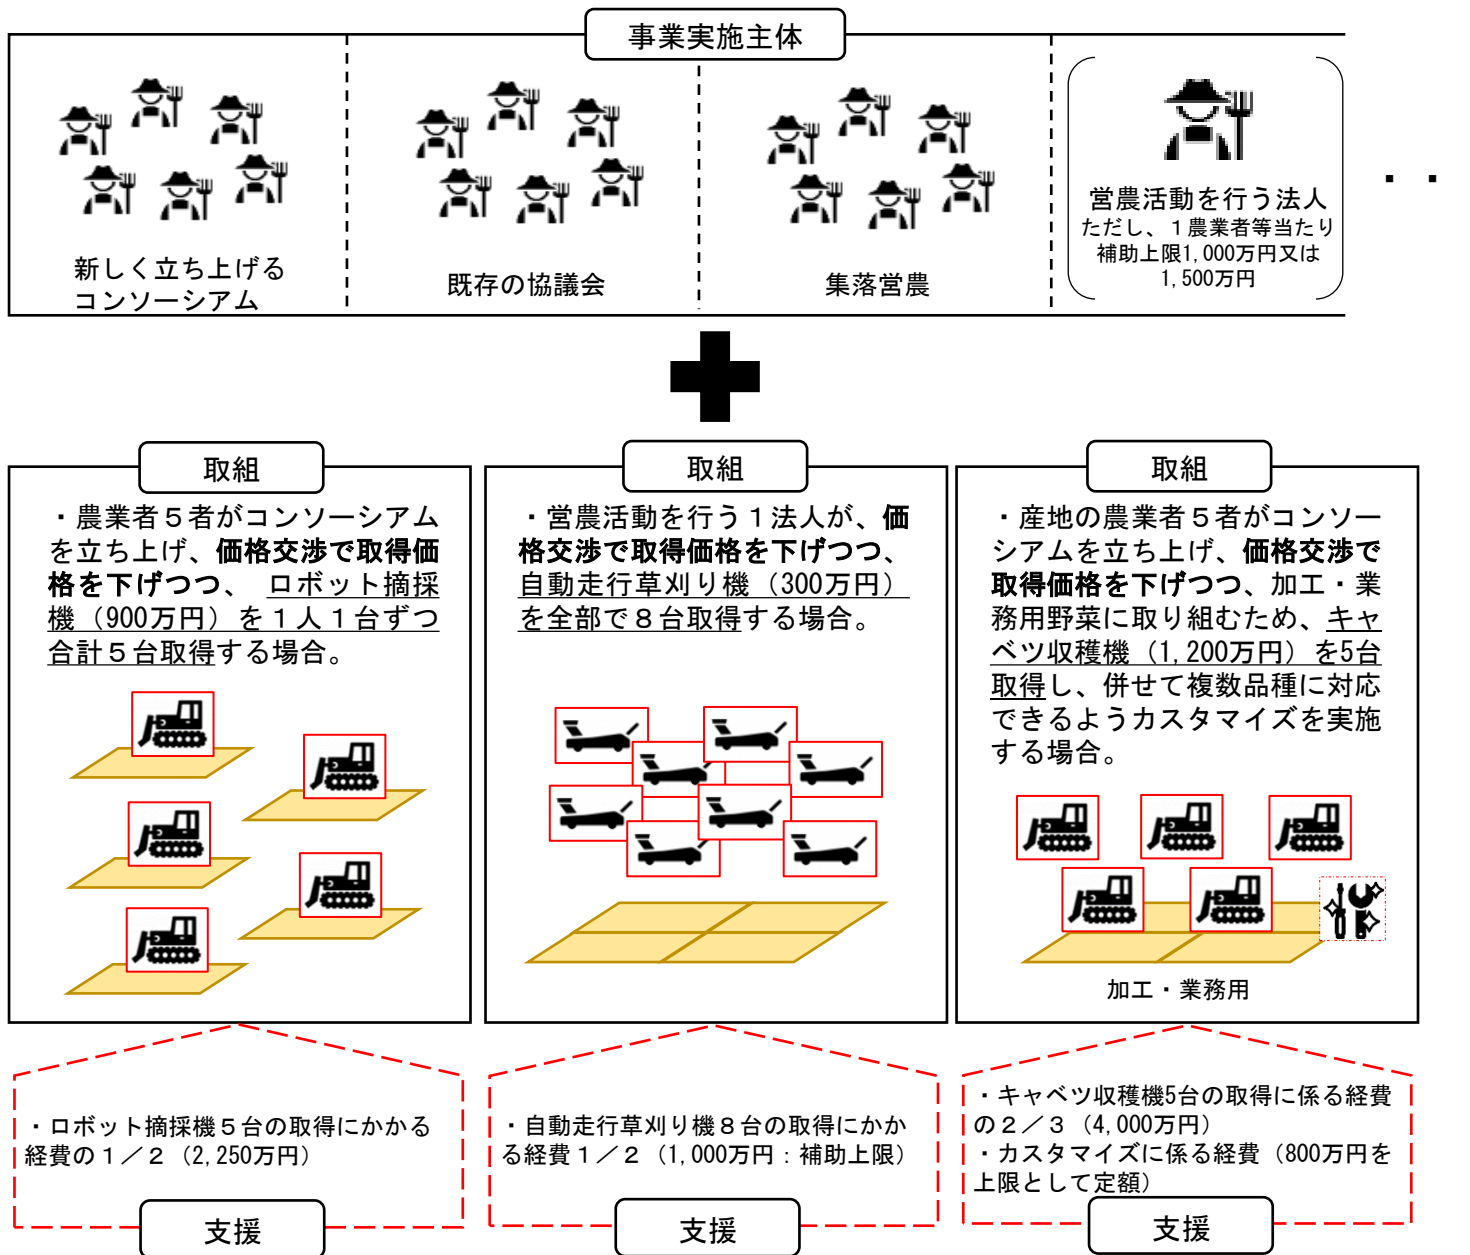 事業実施主体
新しく立ち上げる
コンソーシアム
既存の協議会
集落営農
営農活動を行う法人
ただし、１農業者等当たり
補助上限1,000万円又は
1,500万円
・・
取組
・農業者５者がコンソーシアム
を立ち上げ、価格交渉で取得価
格を下げつつ、ロボット摘採
機（900万円）を１人１台ずつ
合計５台取得する場合。
取組
・営農活動を行う１法人が、価
格交渉で取得価格を下げつつ、
自動走行草刈り機（300万円）
を全部で８台取得する場合。
取組
・産地の農業者５者がコンソー
シアムを立ち上げ、価格交渉で
取得価格を下げつつ、加工・業
務用野菜に取り組むため、キャ
ベツ収穫機（1,200万円）を5台
取得し、併せて複数品種に対応
できるようカスタマイズを実施
する場合。
加工・業務用
・ロボット摘採機５台の取得にかかる
経費の１／２（2,250万円）
支援
・自動走行草刈り機８台の取得にかか
る経費１／２（1,000万円：補助上限）
支援
・キャベツ収穫機5台の取得に係る経費
の２／３（4,000万円）
・カスタマイズに係る経費（800万円を
上限として定額）
支援